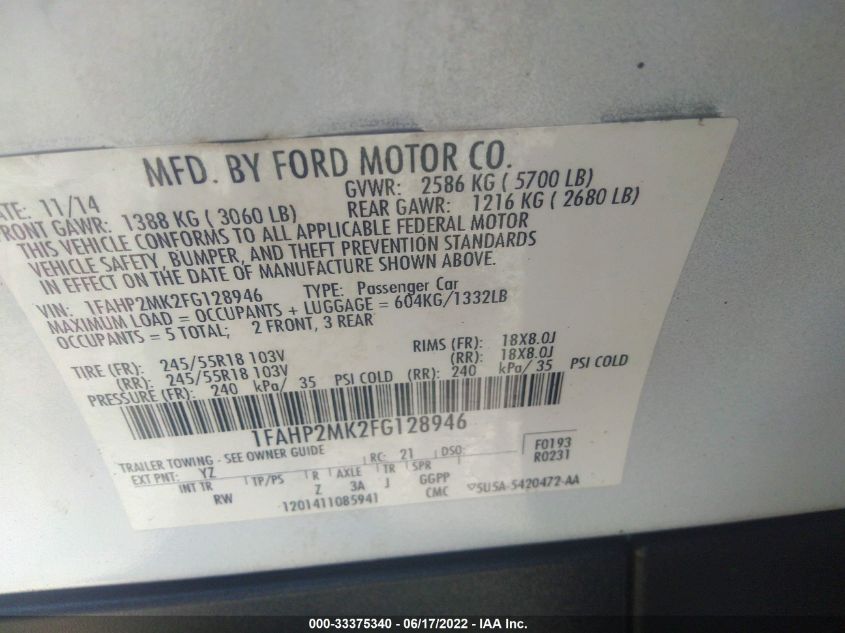 MFD. BY FORD MOTOR CO.
ATE: 11/14 GVWR: 2586 KG ( 5700 LB)
FRONT GAWR: 1388 KG ( 3060 LB) REAR GAWR: 1216 KG ( 2680 LB)
THIS VEHICLE CONFORMS TO ALL APPLICABLE FEDERAL MOTOR
VEHICLE SAFETY, BUMPER, AND THEFT PREVENTION STANDARDS
IN EFFECT ON THE DATE OF MANUFACTURE SHOWN ABOVE.
VIN: 1FAHP2MK2FG128946 TYPE: Passenger Car
MAXIMUM LOAD = OCCUPANTS + LUGGAGE = 604KG/1332LB
OCCUPANTS = 5 TOTAL; 2 FRONT, 3 REAR
TIRE (FR): 245/55R18 103V RIMS (FR): 18X8.0J
(RR): 245/55R18 103V (RR): 18X8.0J
PRESSURE (FR): 240 kPa/ 35 PSI COLD (RR): 240 kPa/ 35 PSI COLD
1FAHP2MK2FG128946
TRAILER TOWING - SEE OWNER GUIDE
EXT PNT: YZ RC: 21 DSO: F0193
R0231
INT TR TP/PS R AXLE TR SPR
RW Z 3A J GGPP
1201411085941 CMC 5U5A-5420472-AA
000-33375340 - 06/17/2022 - IAA Inc.